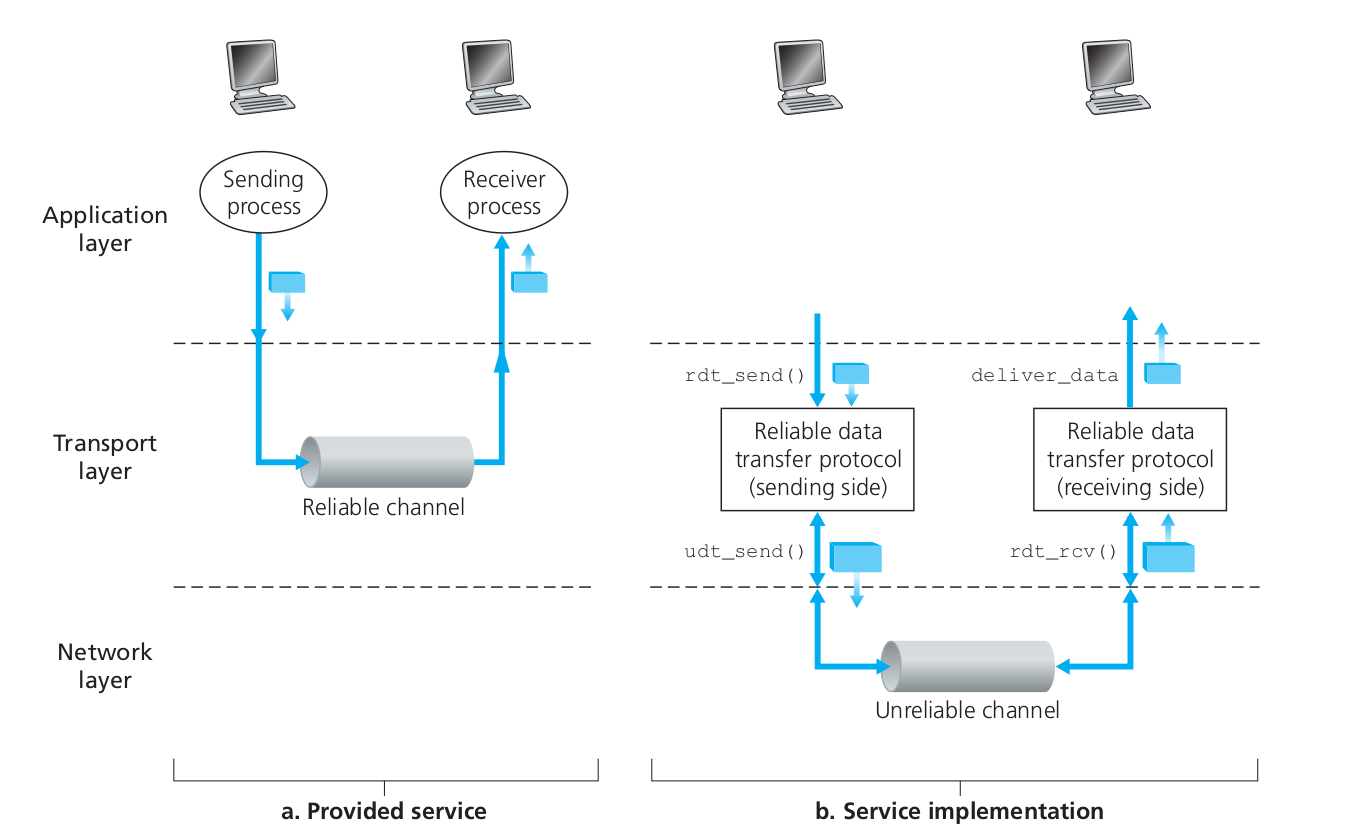 Sending
process
Receiver
process
Application
layer
rdt_send()
deliver_data
Transport
layer
Reliable data
transfer protocol
(sending side)
Reliable data
transfer protocol
(receiving side)
Reliable channel
udt_send()
rdt_rcv()
Network
layer
Unreliable channel
a. Provided service
b. Service implementation